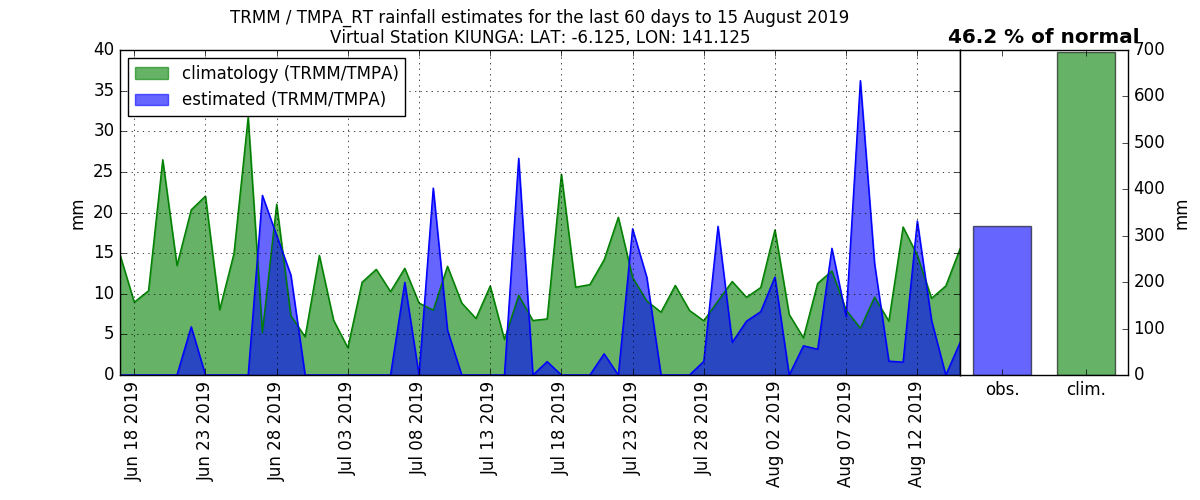 TRMM / TMPA_RT rainfall estimates for the last 60 days to 15 August 2019
Virtual Station KIUNGA: LAT: -6.125, LON: 141.125
46.2 % of normal
climatology (TRMM/TMPA)
estimated (TRMM/TMPA)
40
35
30
25
20
15
10
5
0
mm
Jun 18 2019
Jun 23 2019
Jun 28 2019
Jul 03 2019
Jul 08 2019
Jul 13 2019
Jul 18 2019
Jul 23 2019
Jul 28 2019
Aug 02 2019
Aug 07 2019
Aug 12 2019
obs.
clim.
700
600
500
400
300
200
100
0
mm